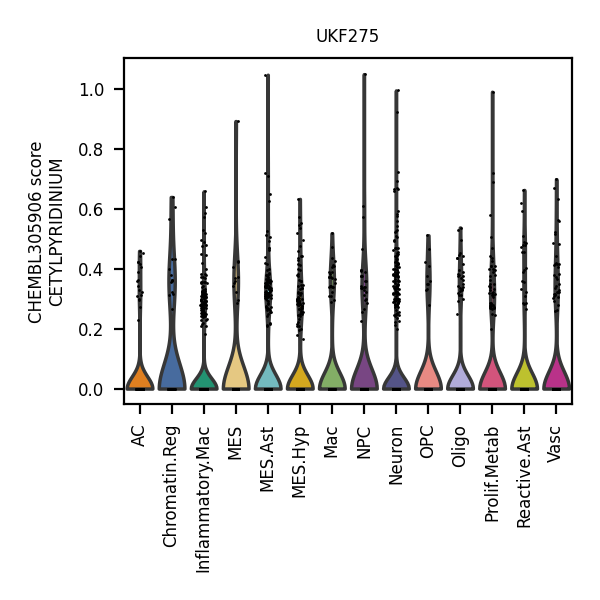 UKF275
CHEMBL305906 score
CETYLPYRIDINIUM
1.0
0.8
0.6
0.4
0.2
0.0
AC
Chromatin.Reg
Inflammatory.Mac
MES
MES.Ast
MES.Hyp
Mac
NPC
Neuron
OPC
Oligo
Prolif.Metab
Reactive.Ast
Vasc